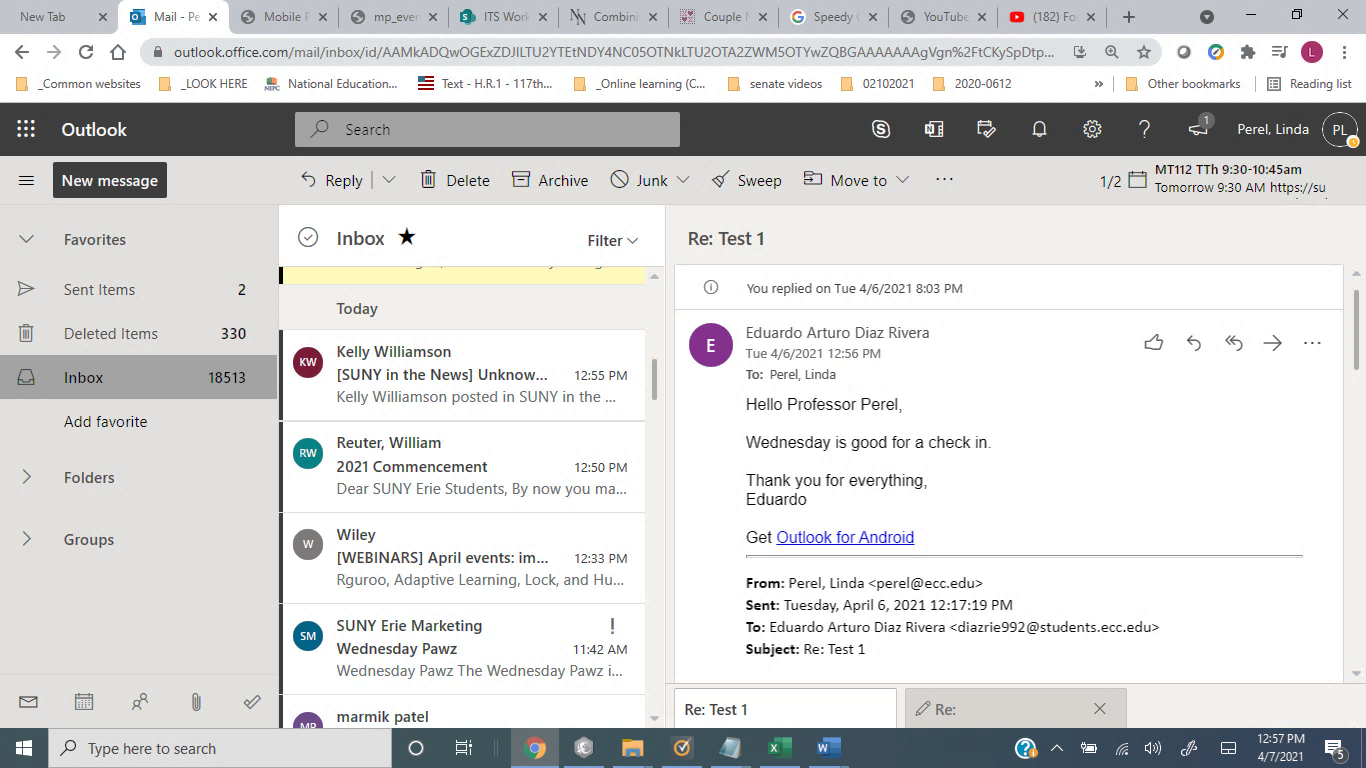 New Tab
Mail - Pe
Mobile P
mp_ever
ITS Work
Combini
Couple N
Speedy
YouTube
(182) Fo
outlook.office.com/mail/inbox/id/AAMkADQwOGExZDJlLTU2YTEtNDY4NC05OTNkLTU2OTA2ZWM5OTYwZQBGAAAAAAAgVgn%2FtCKySpDtp...
L
_Common websites
_LOOK HERE
National Education...
Text - H.R.1 - 117th...
_Online learning (C...
senate videos
02102021
2020-0612
»
Other bookmarks
Reading list
Outlook
Search
1
Perel, Linda
PL
New message
Reply
Delete
Archive
Junk
Sweep
Move to
...
1/2
MT112 TTh 9:30-10:45am
Tomorrow 9:30 AM https://su
Favorites
Sent Items 2
Deleted Items 330
Inbox 18513
Add favorite
Folders
Groups
Inbox ★
Filter
Today
KW
Kelly Williamson
[SUNY in the News] Unknow... 12:55 PM
Kelly Williamson posted in SUNY in the ...
RW
Reuter, William
2021 Commencement 12:50 PM
Dear SUNY Erie Students, By now you ma...
W
Wiley
[WEBINARS] April events: im... 12:33 PM
Rguroo, Adaptive Learning, Lock, and Hu...
SM
SUNY Erie Marketing !
Wednesday Pawz 11:42 AM
Wednesday Pawz The Wednesday Pawz i...
MP
marmik patel
Re: Test 1
You replied on Tue 4/6/2021 8:03 PM
E
Eduardo Arturo Diaz Rivera
Tue 4/6/2021 12:56 PM
To: Perel, Linda
Hello Professor Perel,
Wednesday is good for a check in.
Thank you for everything,
Eduardo
Get Outlook for Android
From: Perel, Linda <perel@ecc.edu>
Sent: Tuesday, April 6, 2021 12:17:19 PM
To: Eduardo Arturo Diaz Rivera <diazrie992@students.ecc.edu>
Subject: Re: Test 1
Re: Test 1
Re:
Type here to search
12:57 PM
4/7/2021
5